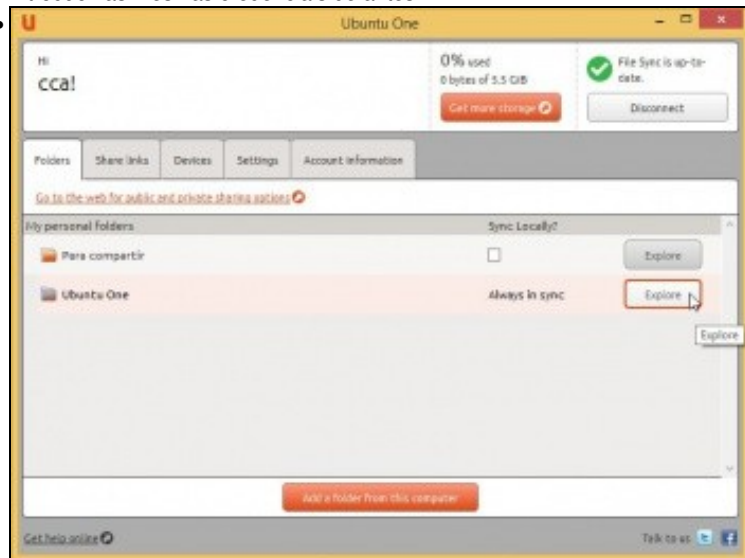 Ubuntu One
Hi
cca!
0% used
0 bytes of 5.5 GiB
Get more storage
File Sync is up-to-
date.
Disconnect
Folders
Share links
Devices
Settings
Account information
Go to the web for public and private sharing options
My personal folders
Sync Locally?
Para compartir
Explore
Ubuntu One
Always in sync
Explore
Explore
Add a folder from this computer
Get help online
Talk to us